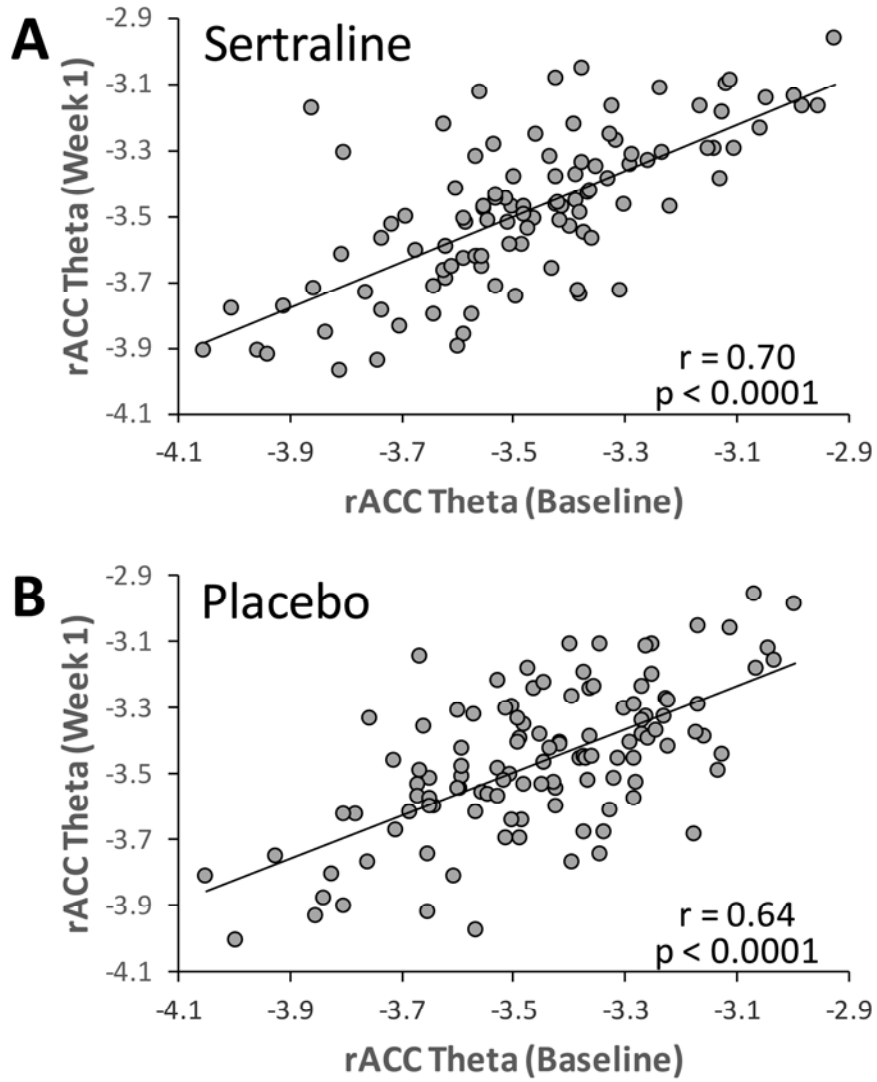 A
Sertraline
rACC Theta (Week 1)
-2.9
-3.1
-3.3
-3.5
-3.7
-3.9
-4.1
r = 0.70
p < 0.0001
-4.1 -3.9 -3.7 -3.5 -3.3 -3.1 -2.9
rACC Theta (Baseline)
B
Placebo
rACC Theta (Week 1)
-2.9
-3.1
-3.3
-3.5
-3.7
-3.9
-4.1
r = 0.64
p < 0.0001
-4.1 -3.9 -3.7 -3.5 -3.3 -3.1 -2.9
rACC Theta (Baseline)